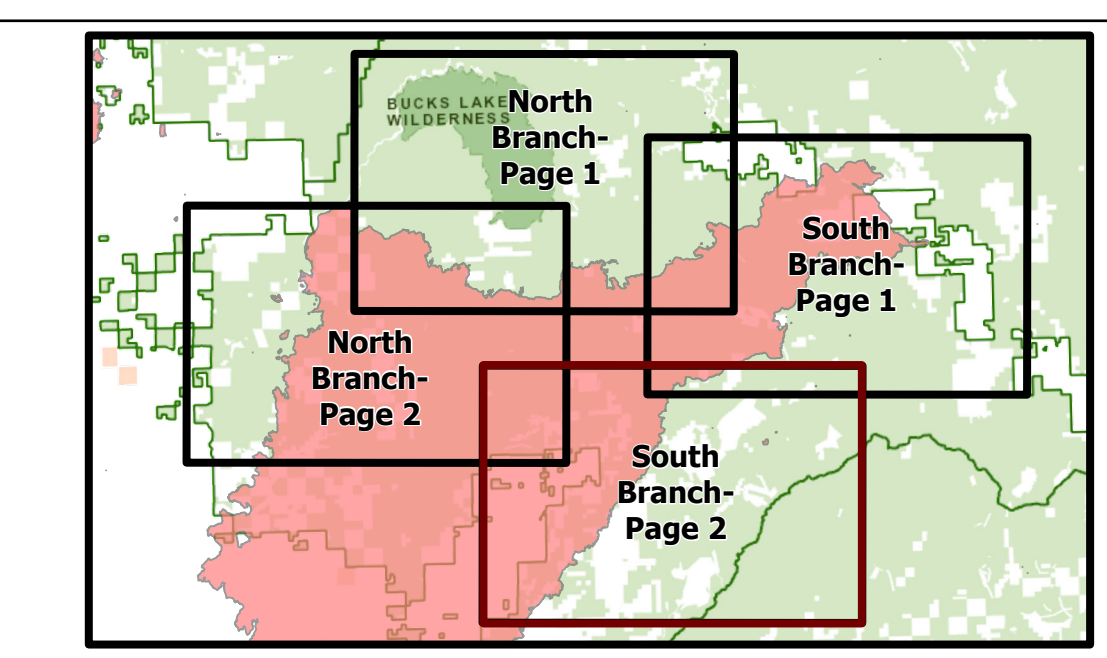 BUCKS LAKE
WILDERNESS
North
Branch-
Page 1
South
Branch-
Page 1
North
Branch-
Page 2
South
Branch-
Page 2